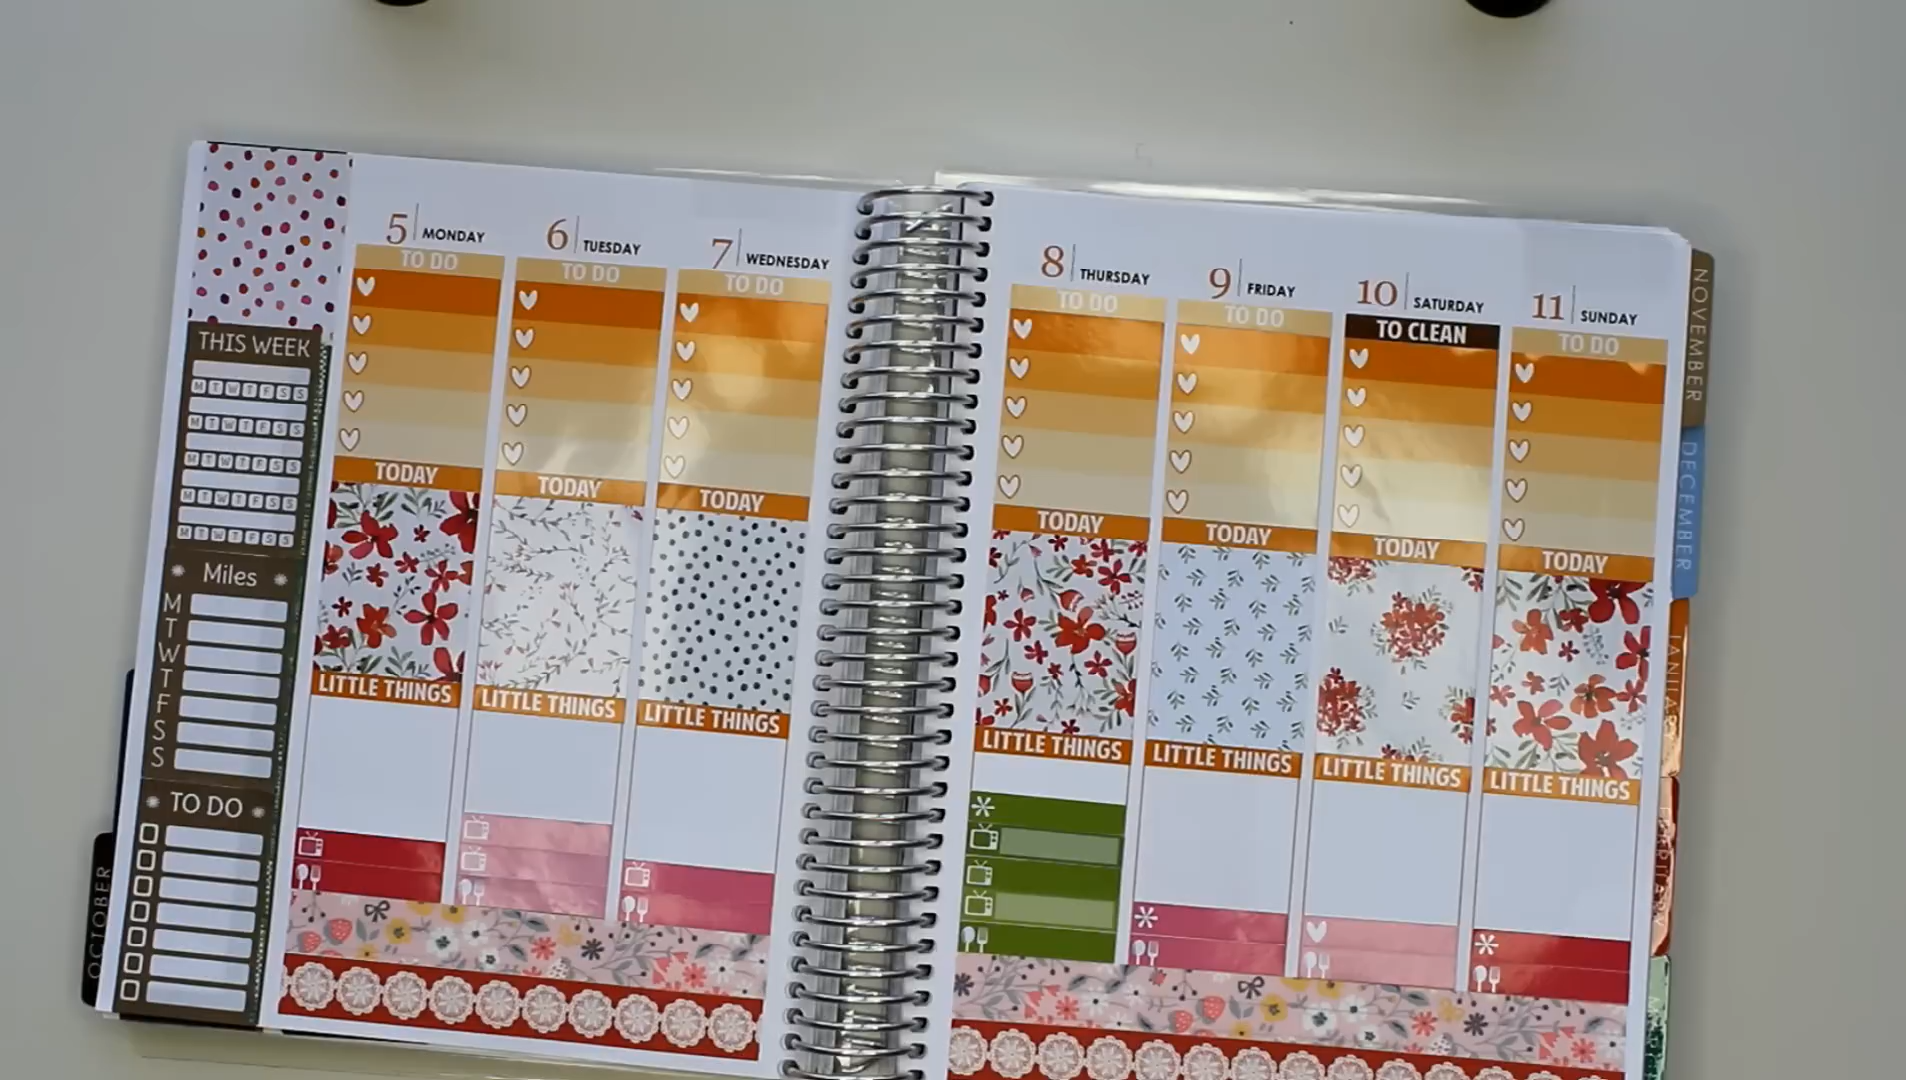 5 MONDAY
6 TUESDAY
7 WEDNESDAY
8 THURSDAY
9 FRIDAY
10 SATURDAY
11 SUNDAY
TO DO
TO DO
TO DO
TO DO
TO DO
TO CLEAN
TO DO
TODAY
TODAY
TODAY
TODAY
TODAY
TODAY
TODAY
LITTLE THINGS
LITTLE THINGS
LITTLE THINGS
LITTLE THINGS
LITTLE THINGS
LITTLE THINGS
LITTLE THINGS
THIS WEEK
M T W T F S S
M T W T F S S
M T W T F S S
M T W T F S S
M T W T F S S
Miles
M
T
W
T
F
S
S
TO DO
OCTOBER
NOVEMBER
DECEMBER